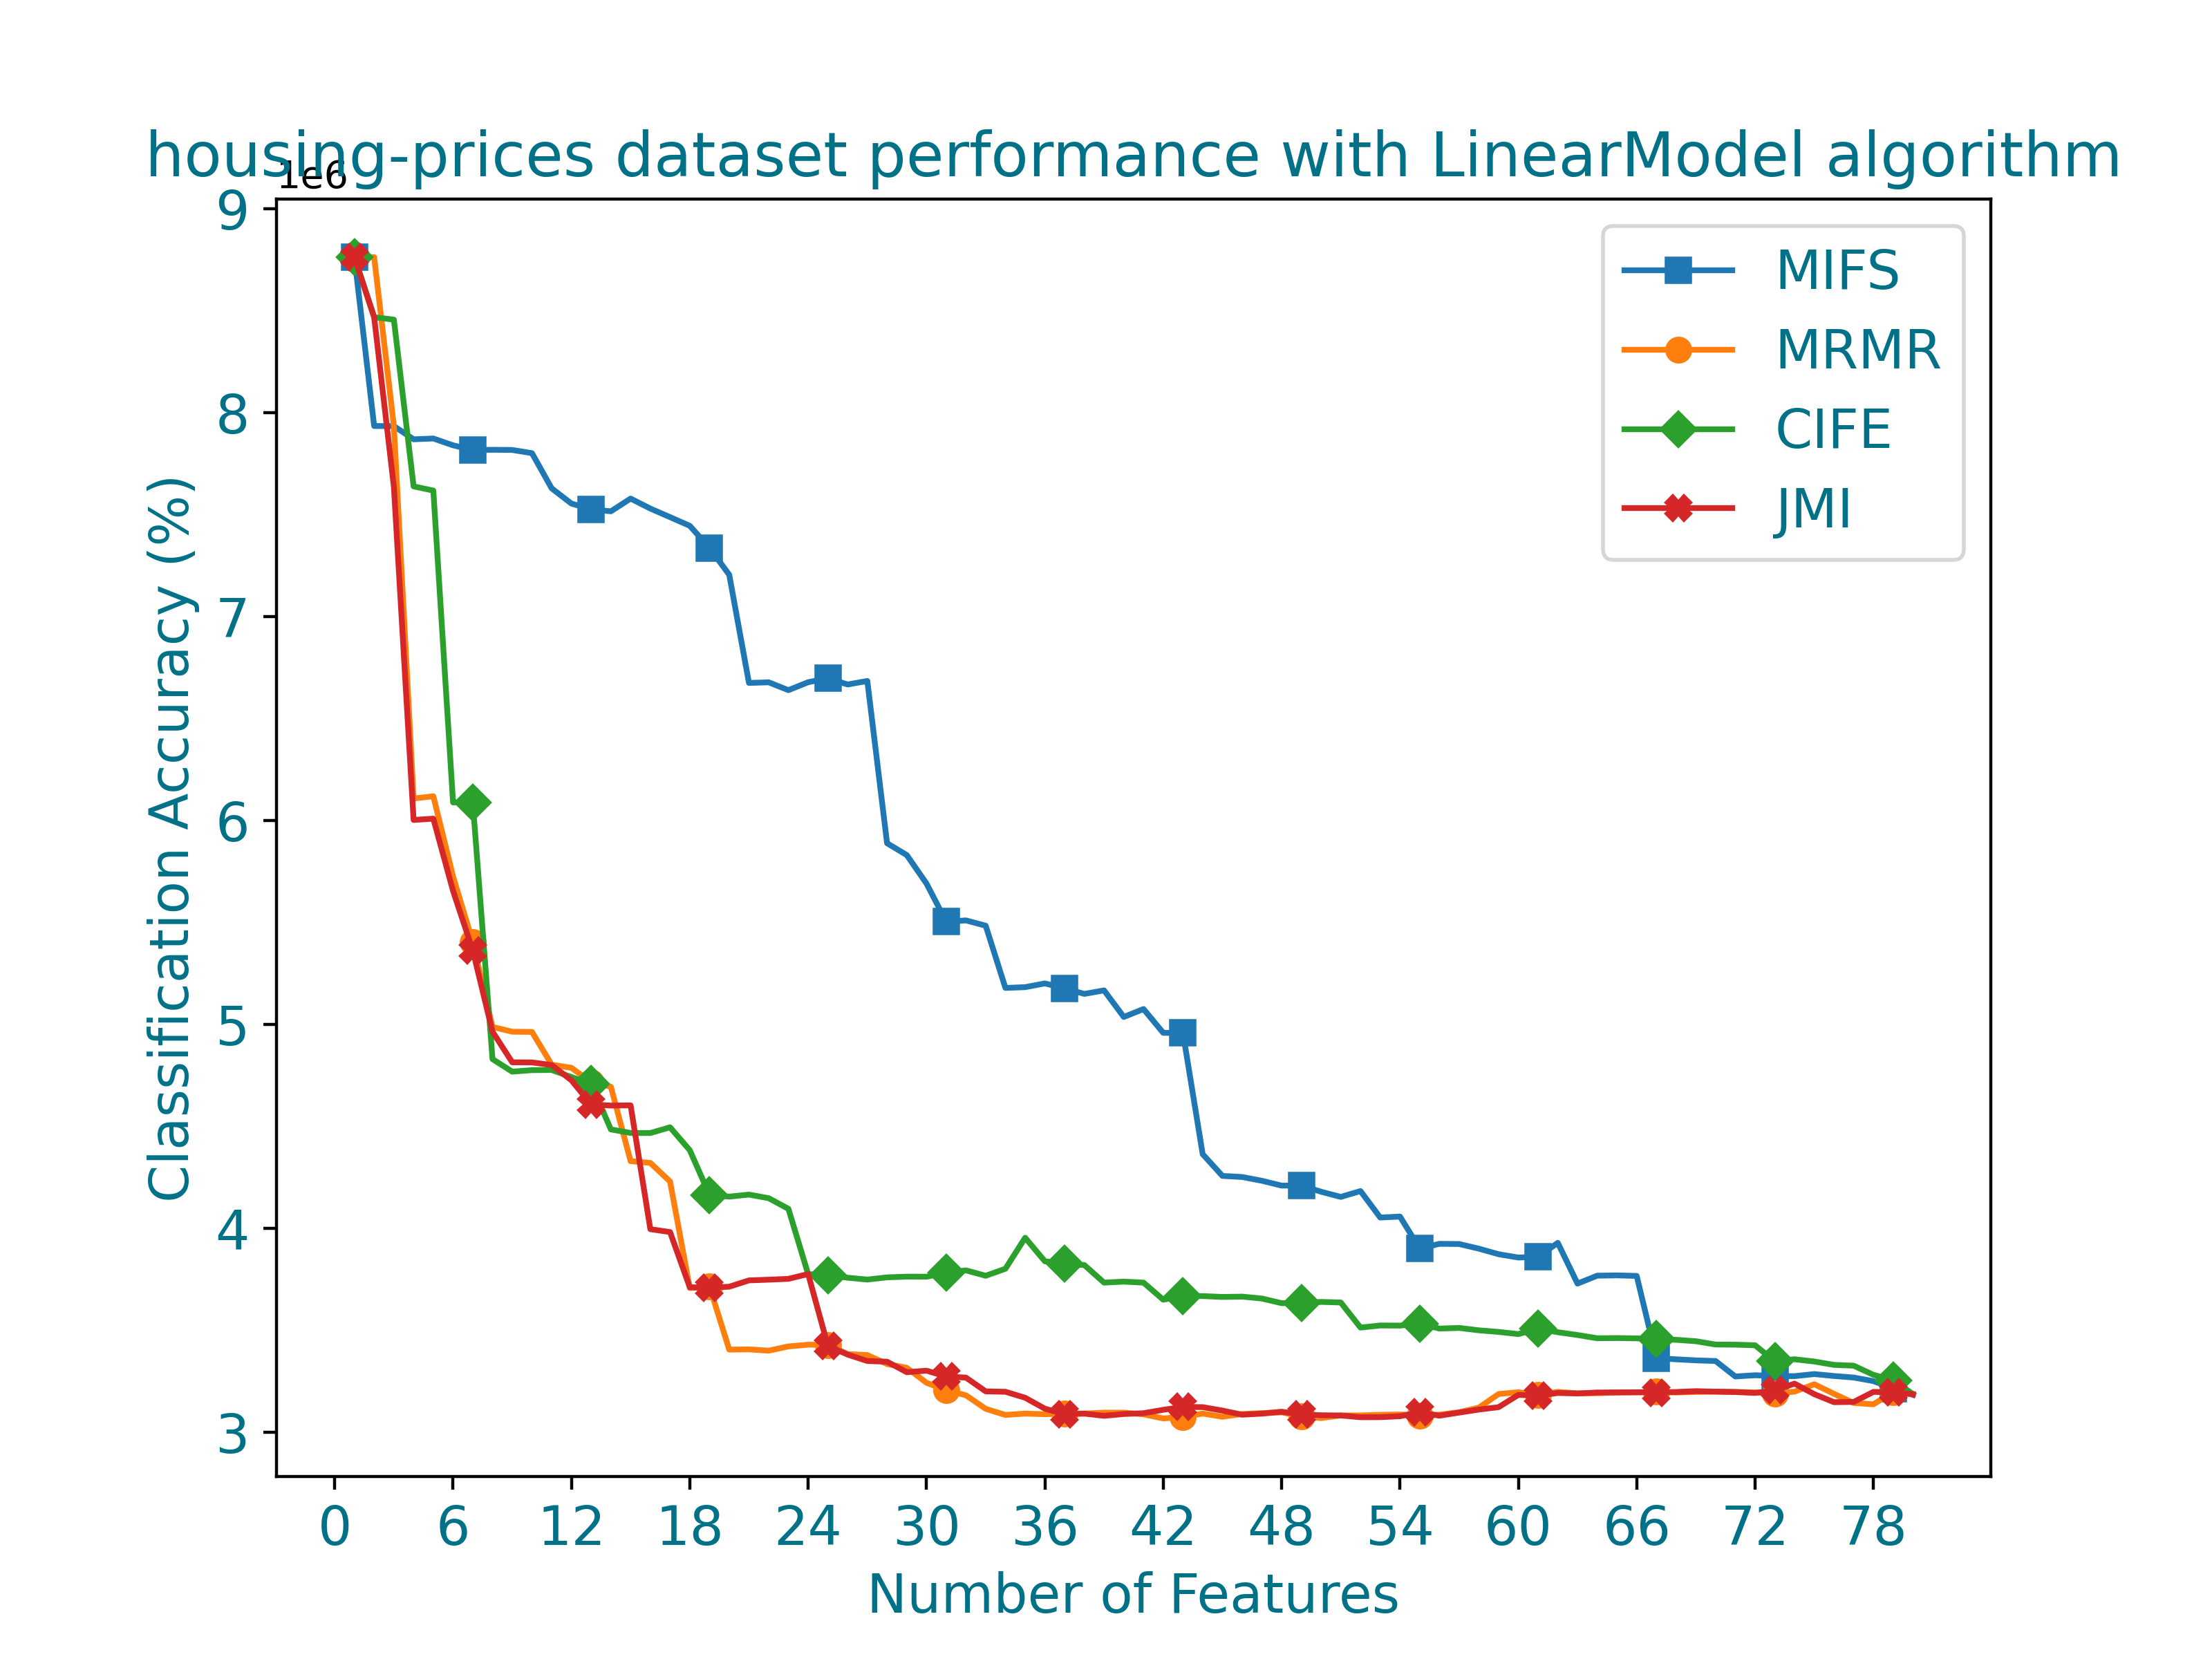 housing-prices dataset performance with LinearModel algorithm
1e6
9
8
7
6
5
4
3
Classification Accuracy (%)
MIFS
MRMR
CIFE
JMI
0 6 12 18 24 30 36 42 48 54 60 66 72 78
Number of Features